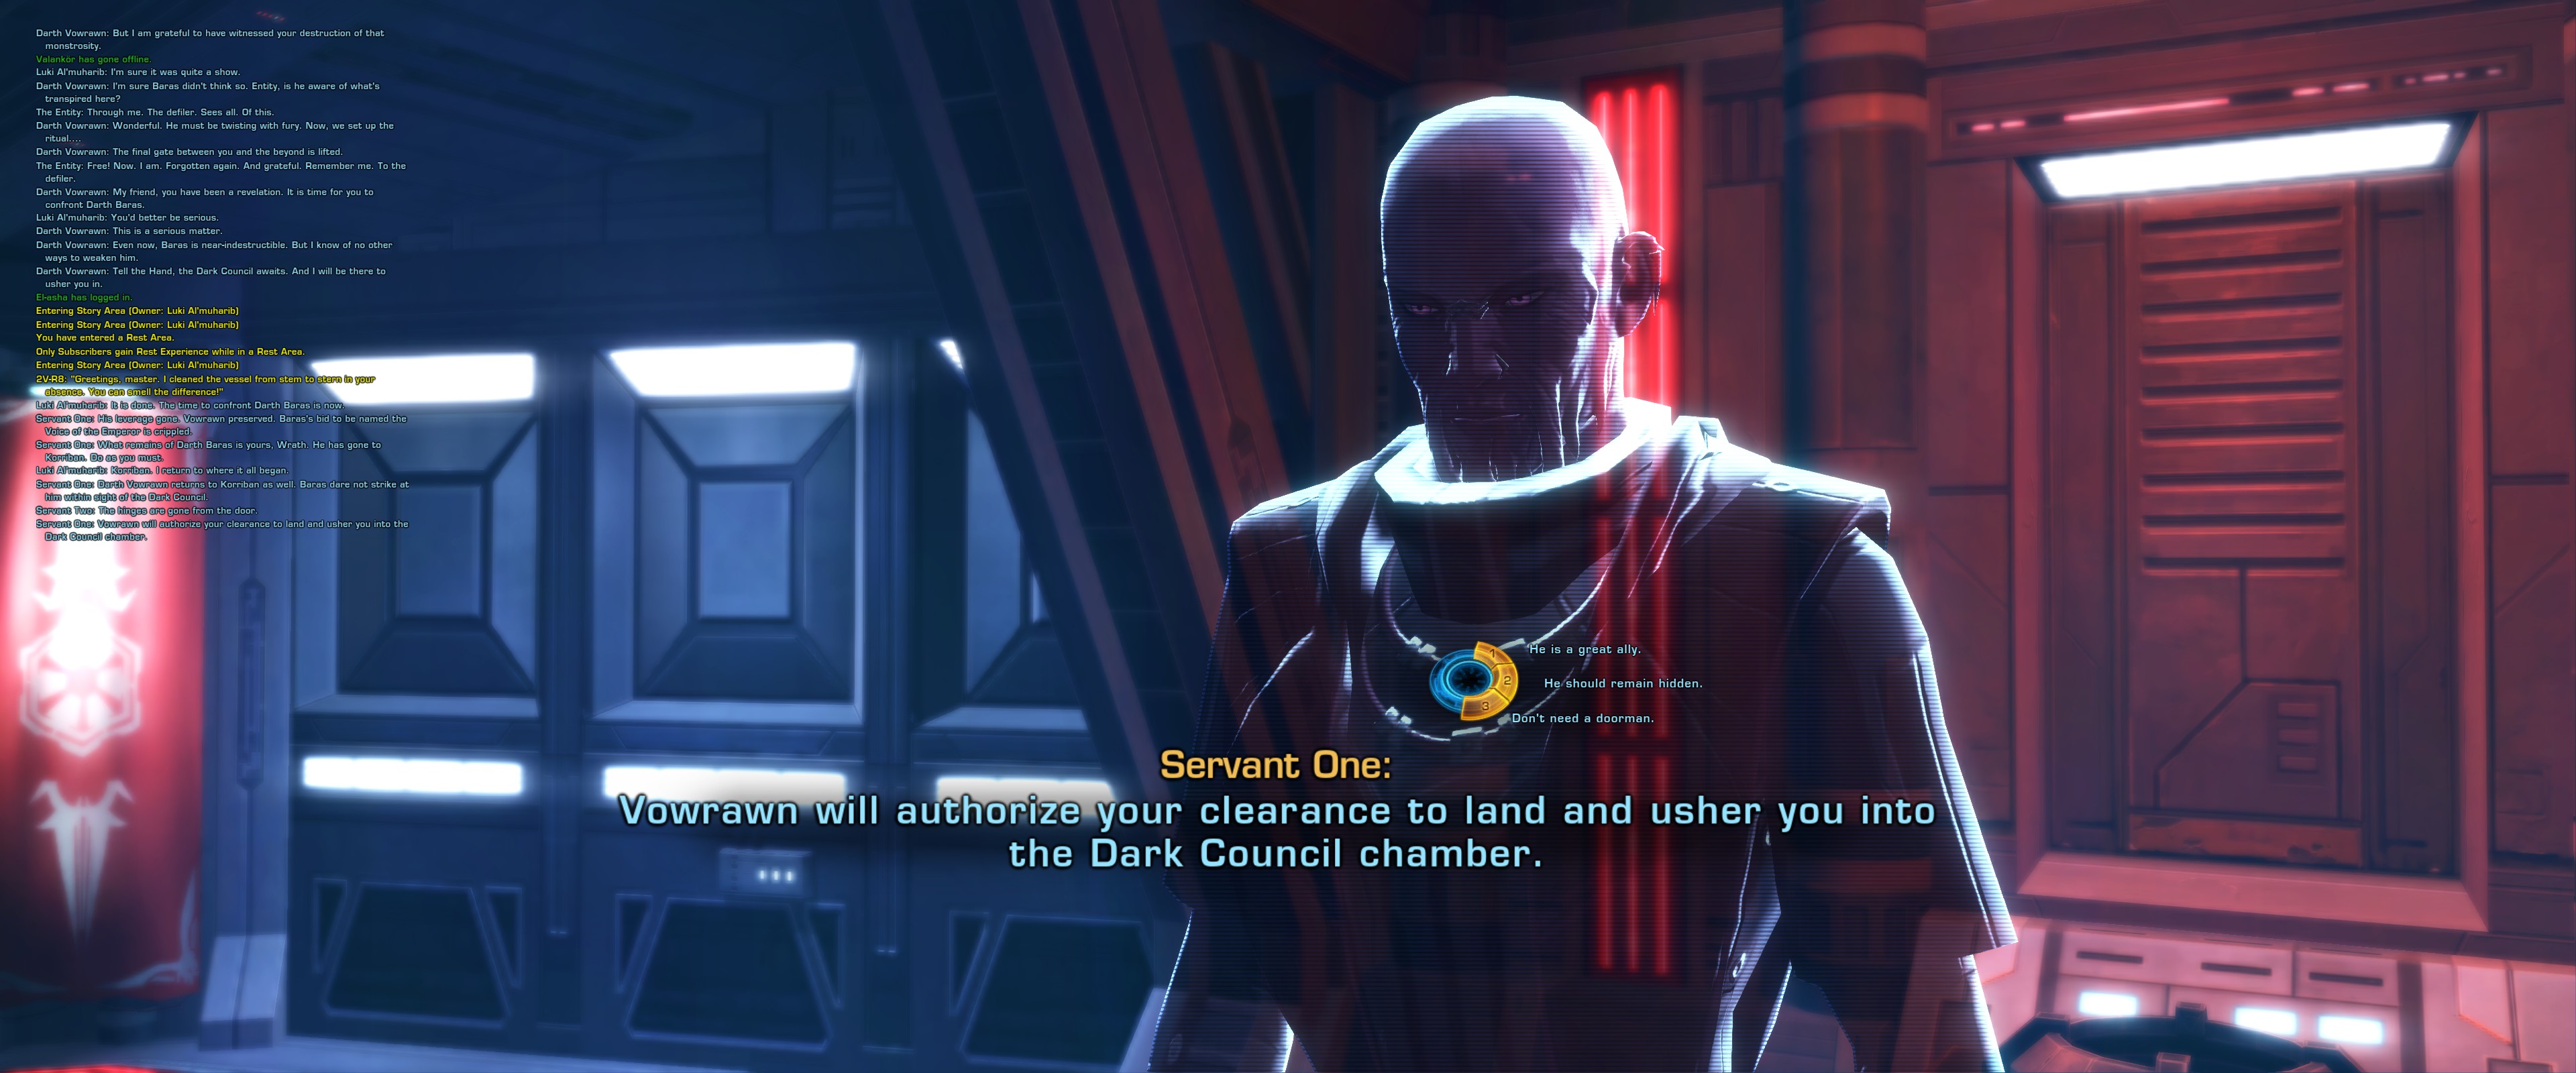 Darth Vowrawn: But I am grateful to have witnessed your destruction of that
monstrosity.
Valankór has gone offline.
Luki Al'muharib: I'm sure it was quite a show.
Darth Vowrawn: I'm sure Baras didn't think so. Entity, is he aware of what's
transpired here?
The Entity: Through me. The defiler. Sees all. Of this.
Darth Vowrawn: Wonderful. He must be twisting with fury. Now, we set up the
ritual....
Darth Vowrawn: The final gate between you and the beyond is lifted.
The Entity: Free! Now. I am. Forgotten again. And grateful. Remember me. To the
defiler.
Darth Vowrawn: My friend, you have been a revelation. It is time for you to
confront Darth Baras.
Luki Al'muharib: You'd better be serious.
Darth Vowrawn: This is a serious matter.
Darth Vowrawn: Even now, Baras is near-indestructible. But I know of no other
ways to weaken him.
Darth Vowrawn: Tell the Hand, the Dark Council awaits. And I will be there to
usher you in.
El-asha has logged in.
Entering Story Area (Owner: Luki Al'muharib)
Entering Story Area (Owner: Luki Al'muharib)
You have entered a Rest Area.
Only Subscribers gain Rest Experience while in a Rest Area.
Entering Story Area (Owner: Luki Al'muharib)
2V-R8: "Greetings, master. I cleaned the vessel from stem to stern in your
absence. You can smell the difference!"
Luki Al'muharib: It is done. The time to confront Darth Baras is now.
Servant One: His leverage gone. Vowrawn preserved. Baras's bid to be named the
Voice of the Emperor is crippled.
Servant One: What remains of Darth Baras is yours, Wrath. He has gone to
Korriban. Do as you must.
Luki Al'muharib: Korriban. I return to where it all began.
Servant One: Darth Vowrawn returns to Korriban as well. Baras dare not strike at
him within sight of the Dark Council.
Servant Two: The hinges are gone from the door.
Servant One: Vowrawn will authorize your clearance to land and usher you into the
Dark Council chamber.
1 He is a great ally.
2 He should remain hidden.
3 Don't need a doorman.
Servant One:
Vowrawn will authorize your clearance to land and usher you into
the Dark Council chamber.